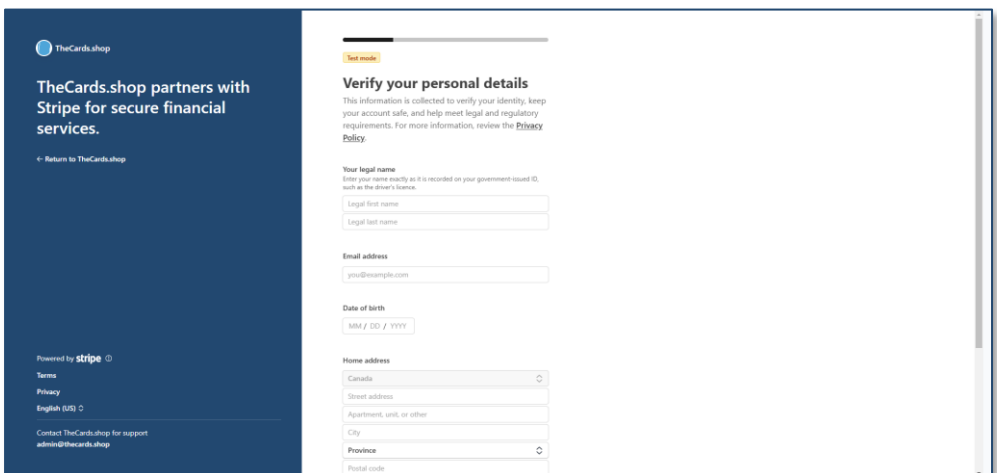 TheCards.shop
TheCards.shop partners with
Stripe for secure financial
services.
← Return to TheCards.shop
Powered by stripe
Terms
Privacy
English (US)
Contact TheCards.shop for support
admin@thecards.shop
Test mode
Verify your personal details
This information is collected to verify your identity, keep
your account safe, and help meet legal and regulatory
requirements. For more information, review the Privacy
Policy.
Your legal name
Enter your name exactly as it is recorded on your government-issued ID,
such as the driver's licence.
Legal first name
Legal last name
Email address
you@example.com
Date of birth
MM / DD / YYYY
Home address
Canada
Street address
Apartment, unit, or other
City
Province
Postal code